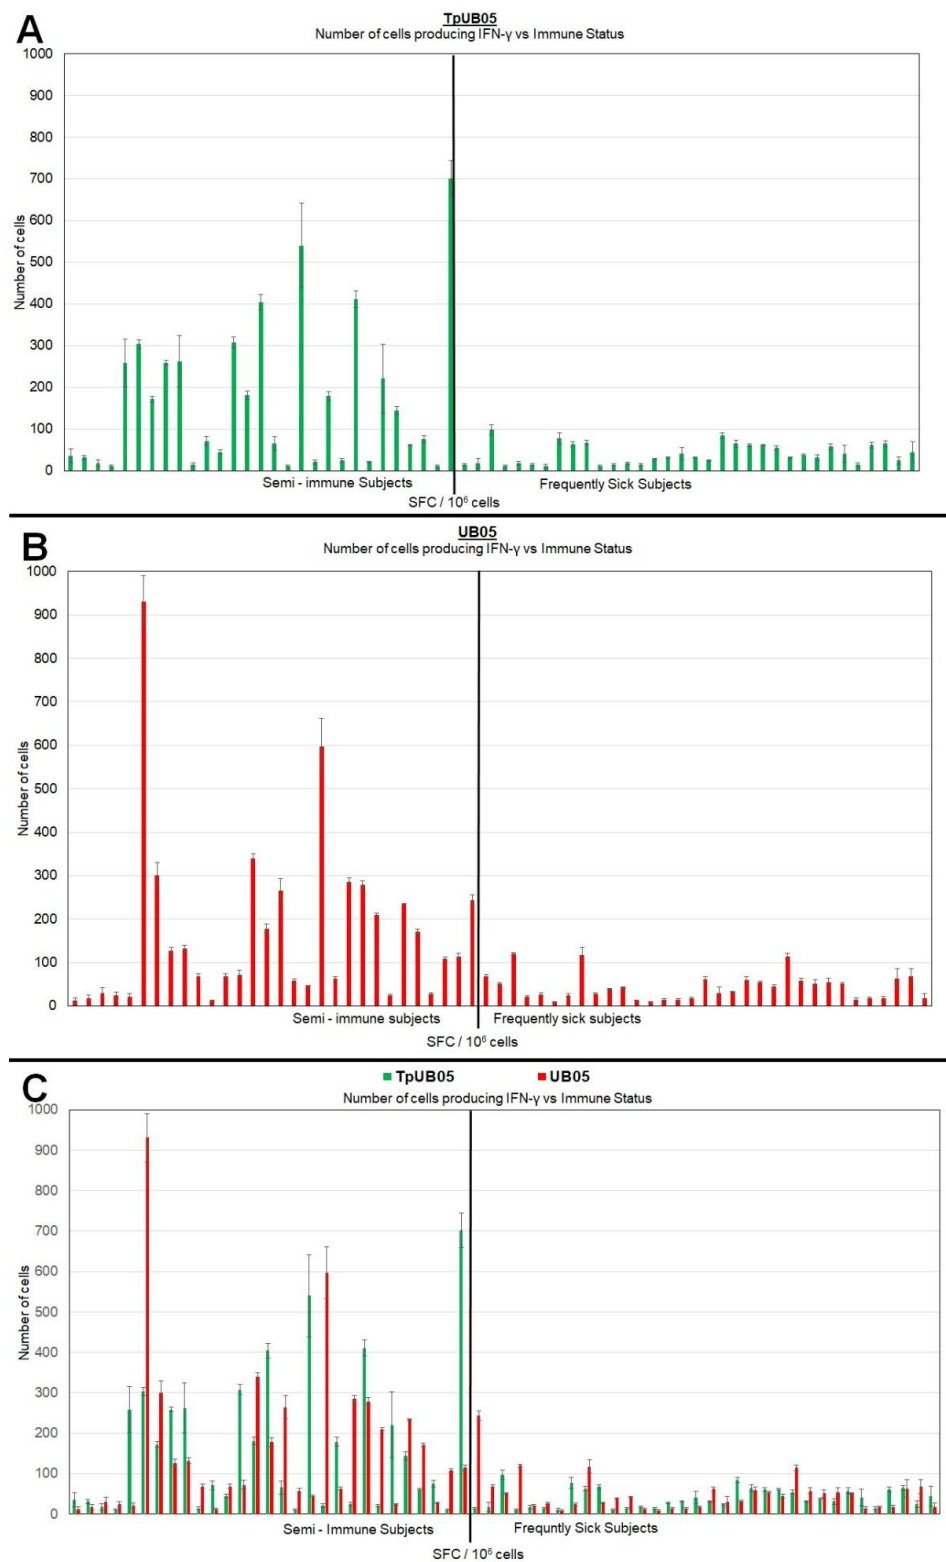 A
TpUB05
Number of cells producing IFN-γ vs Immune Status
1000
900
800
700
600
500
400
300
200
100
0
Number of cells
Semi - immune Subjects
Frequently Sick Subjects
SFC / 10⁶ cells
B
UB05
Number of cells producing IFN-γ vs Immune Status
1000
900
800
700
600
500
400
300
200
100
0
Number of cells
Semi - immune subjects
Frequently sick subjects
SFC / 10⁶ cells
C
TpUB05 UB05
Number of cells producing IFN-γ vs Immune Status
1000
900
800
700
600
500
400
300
200
100
0
Number of cells
Semi - Immune Subjects
Frequntly Sick Subjects
SFC / 10⁶ cells